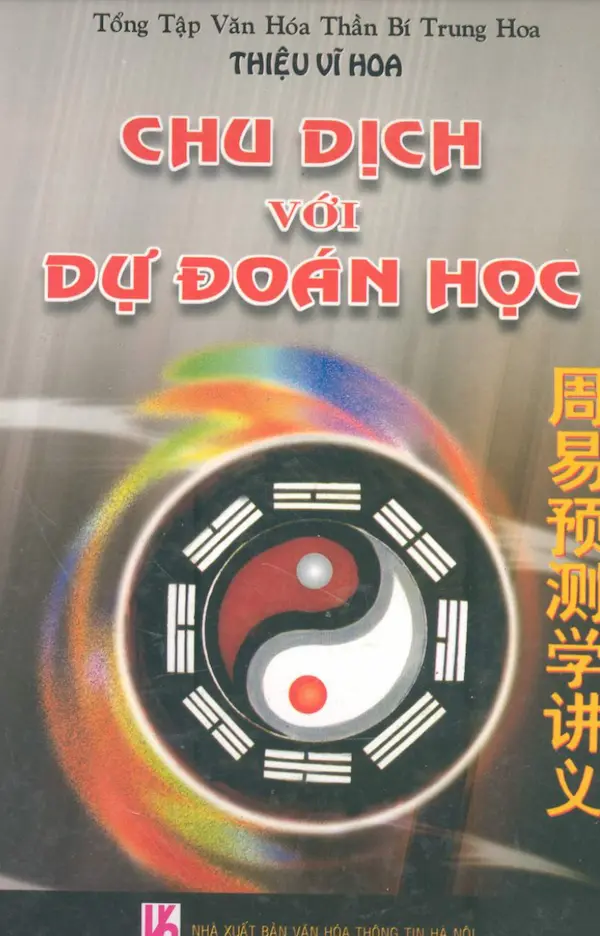 Tổng Tập Văn Hóa Thần Bí Trung Hoa
THIỆU VĨ HOA
CHU DỊCH
VỚI
DỰ ĐOÁN HỌC
周易预测学讲义
NHÀ XUẤT BẢN VĂN HÓA THÔNG TIN HÀ NỘI